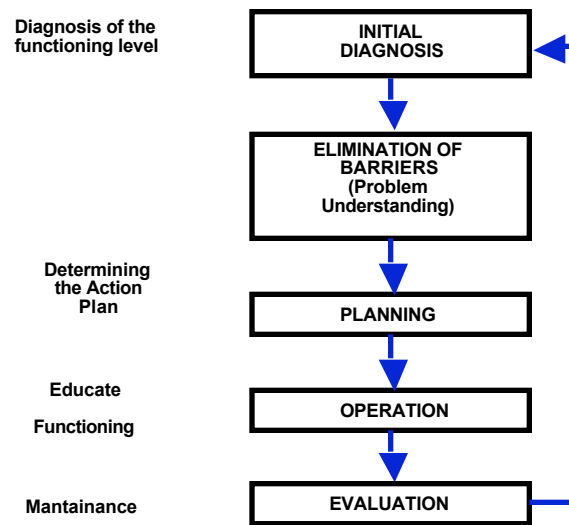 Diagnosis of the
functioning level
INITIAL
DIAGNOSIS
ELIMINATION OF
BARRIERS
(Problem
Understanding)
Determining
the Action
Plan
PLANNING
Educate
Functioning
OPERATION
Mantainance
EVALUATION